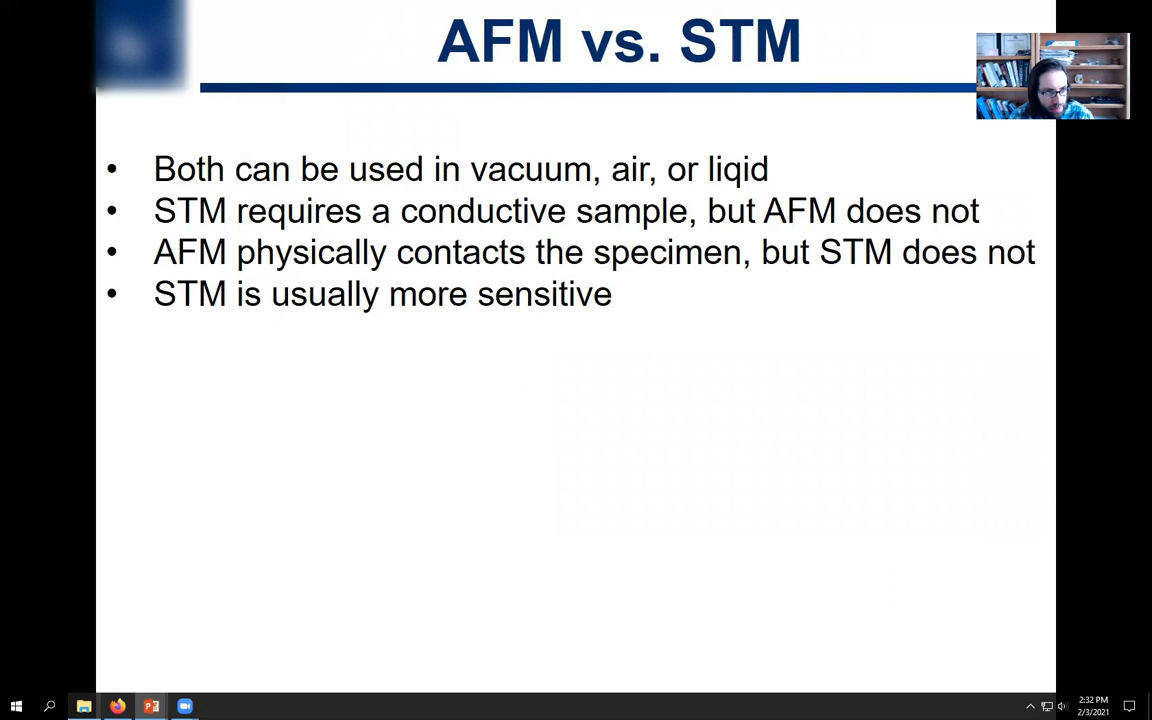 AFM vs. STM
• Both can be used in vacuum, air, or liqid
• STM requires a conductive sample, but AFM does not
• AFM physically contacts the specimen, but STM does not
• STM is usually more sensitive
2:32 PM
2/3/2021